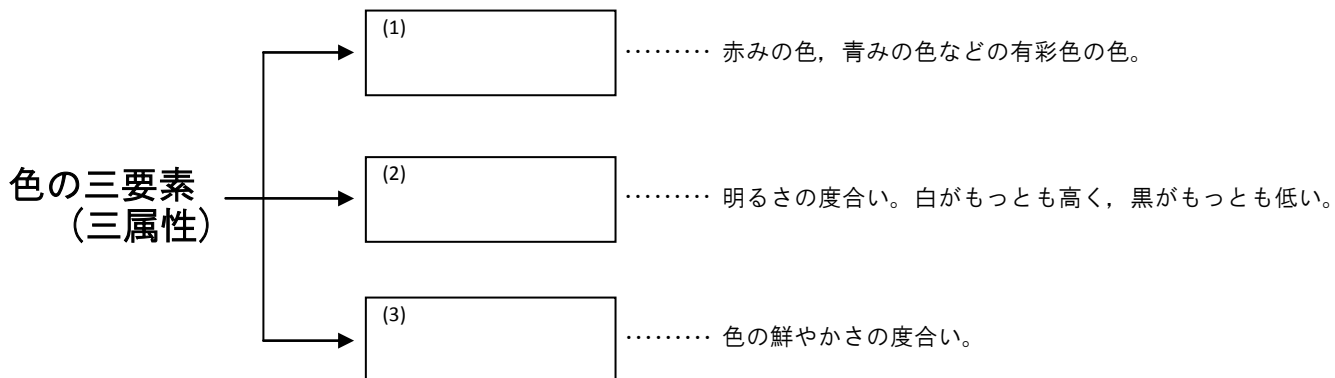 (1)
‥‥‥‥‥ 赤みの色，青みの色などの有彩色の色。
色の三要素
（三属性）
(2)
‥‥‥‥‥ 明るさの度合い。白がもっとも高く，黒がもっとも低い。
(3)
‥‥‥‥‥ 色の鮮やかさの度合い。